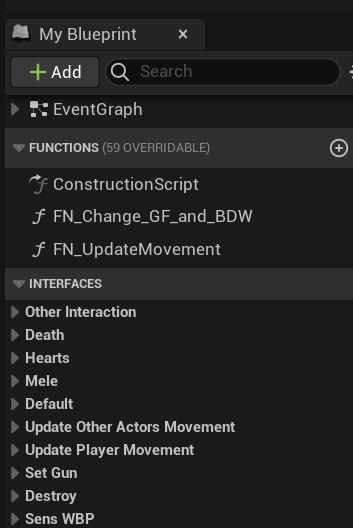 My Blueprint
Add
Search
EventGraph
FUNCTIONS (59 OVERRIDABLE)
ConstructionScript
FN_Change_GF_and_BDW
FN_UpdateMovement
INTERFACES
Other Interaction
Death
Hearts
Mele
Default
Update Other Actors Movement
Update Player Movement
Set Gun
Destroy
Sens WBP